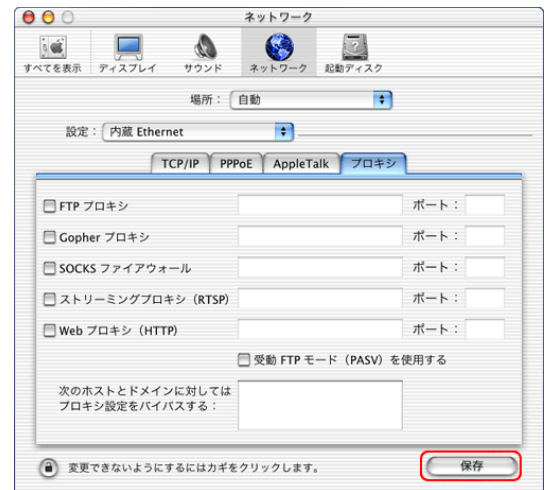 ネットワーク
すべてを表示 ディスプレイ サウンド ネットワーク 起動ディスク
場所： 自動
設定： 内蔵 Ethernet
TCP/IP PPPoE AppleTalk プロキシ
FTP プロキシ ポート：
Gopher プロキシ ポート：
SOCKS ファイアウォール ポート：
ストリーミングプロキシ（RTSP） ポート：
Web プロキシ（HTTP） ポート：
受動 FTP モード（PASV）を使用する
次のホストとドメインに対しては
プロキシ設定をバイパスする：
変更できないようにするにはカギをクリックします。 保存